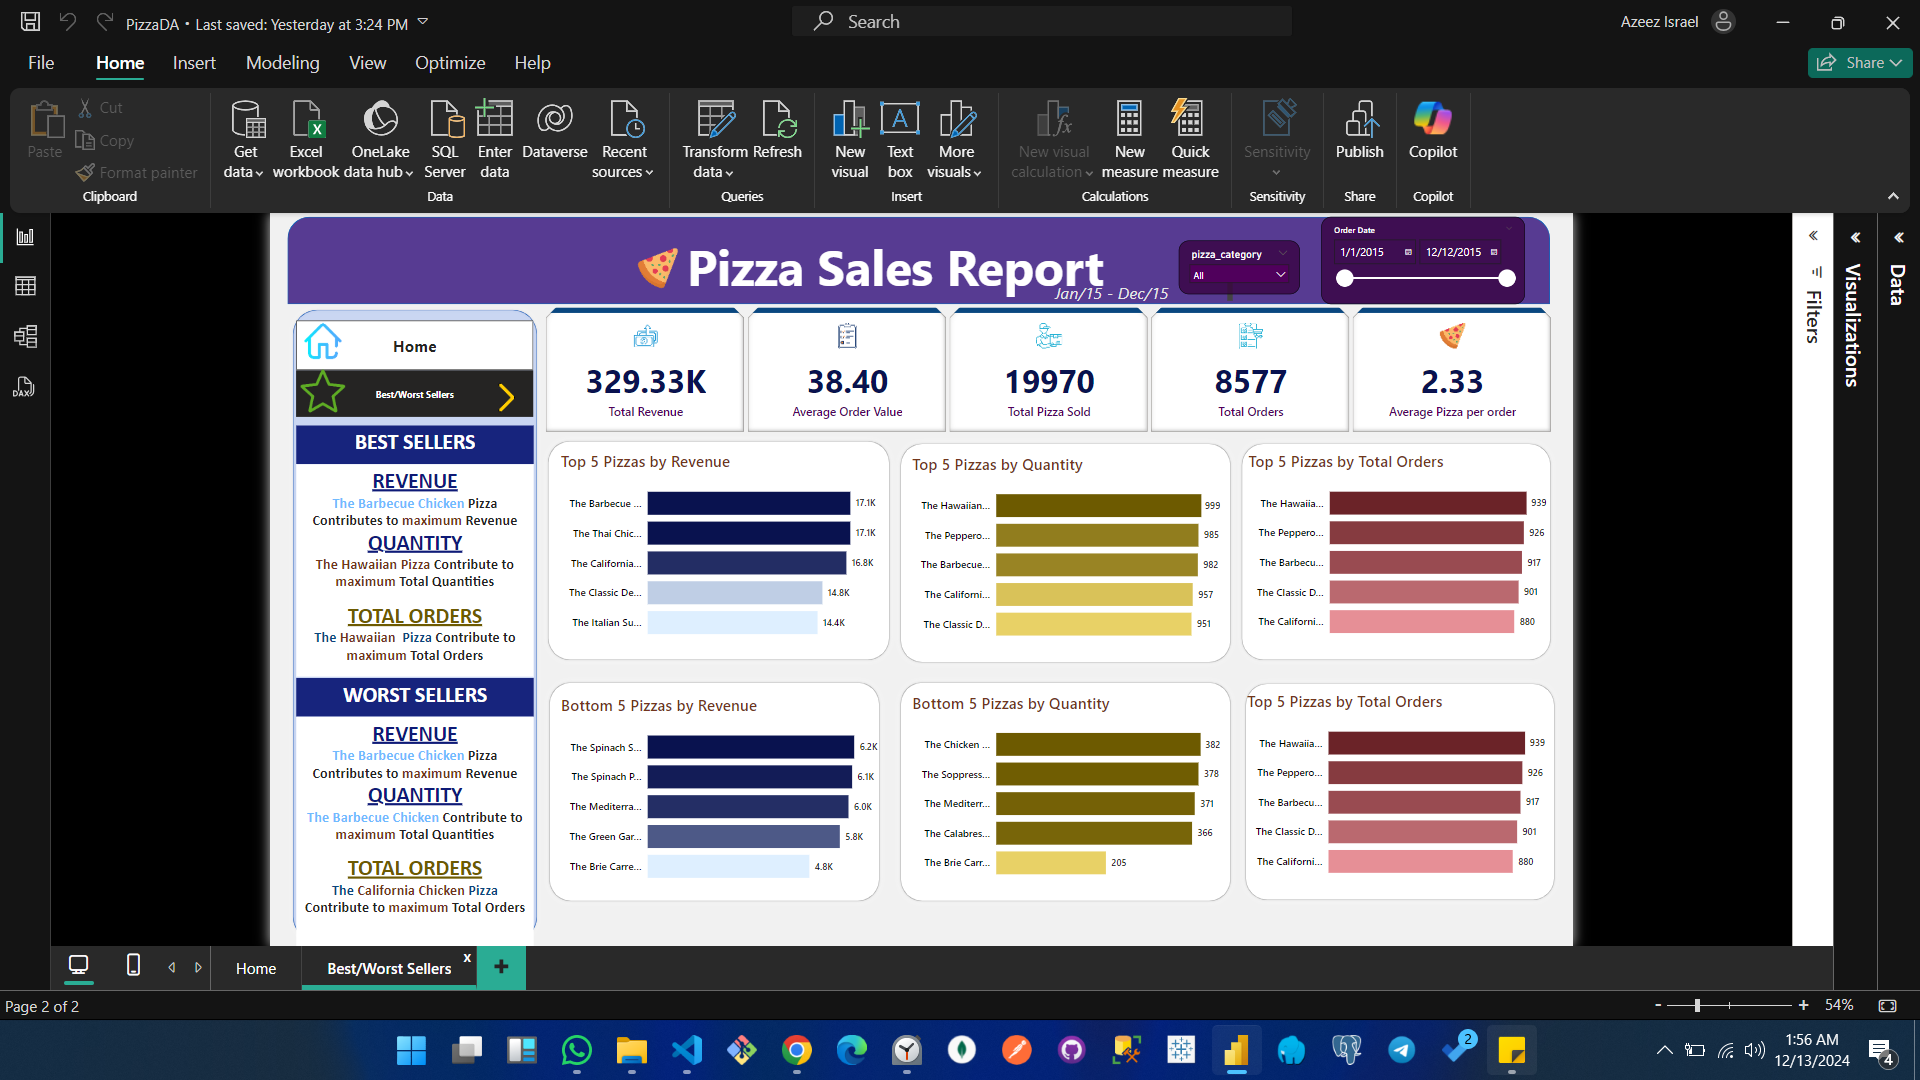 PizzaDA • Last saved: Yesterday at 3:24 PM
Search
Azeez Israel
File
Home
Insert
Modeling
View
Optimize
Help
Share
Paste
Cut
Copy
Format painter
Clipboard
Get data
Excel workbook
OneLake data hub
SQL Server
Enter data
Dataverse
Recent sources
Data
Transform data
Refresh
Queries
New visual
Text box
More visuals
Insert
New visual calculation
New measure
Quick measure
Calculations
Sensitivity
Sensitivity
Publish
Share
Copilot
Copilot
Pizza Sales Report
Jan/15 - Dec/15
pizza_category
All
Order Date
1/1/2015
12/12/2015
Filters
Visualizations
Data
Home
Best/Worst Sellers
329.33K
Total Revenue
38.40
Average Order Value
19970
Total Pizza Sold
8577
Total Orders
2.33
Average Pizza per order
BEST SELLERS
REVENUE
The Barbecue Chicken Pizza
Contributes to maximum Revenue
QUANTITY
The Hawaiian Pizza Contribute to
maximum Total Quantities
TOTAL ORDERS
The Hawaiian Pizza Contribute to
maximum Total Orders
WORST SELLERS
REVENUE
The Barbecue Chicken Pizza
Contributes to maximum Revenue
QUANTITY
The Barbecue Chicken Contribute to
maximum Total Quantities
TOTAL ORDERS
The California Chicken Pizza
Contribute to maximum Total Orders
Top 5 Pizzas by Revenue
The Barbecue ... 17.1K
The Thai Chic... 17.1K
The California... 16.8K
The Classic De... 14.8K
The Italian Su... 14.4K
Top 5 Pizzas by Quantity
The Hawaiian... 999
The Peppero... 985
The Barbecue... 982
The Californi... 957
The Classic D... 951
Top 5 Pizzas by Total Orders
The Hawaiia... 939
The Peppero... 926
The Barbecu... 917
The Classic D... 901
The Californi... 880
Bottom 5 Pizzas by Revenue
The Spinach S... 6.2K
The Spinach P... 6.1K
The Mediterra... 6.0K
The Green Gar... 5.8K
The Brie Carre... 4.8K
Bottom 5 Pizzas by Quantity
The Chicken ... 382
The Soppress... 378
The Mediterr... 371
The Calabres... 366
The Brie Carr... 205
Top 5 Pizzas by Total Orders
The Hawaiia... 939
The Peppero... 926
The Barbecu... 917
The Classic D... 901
The Californi... 880
Home
Best/Worst Sellers
x
+
Page 2 of 2
- + 54%
2
1:56 AM
12/13/2024
4
DAX